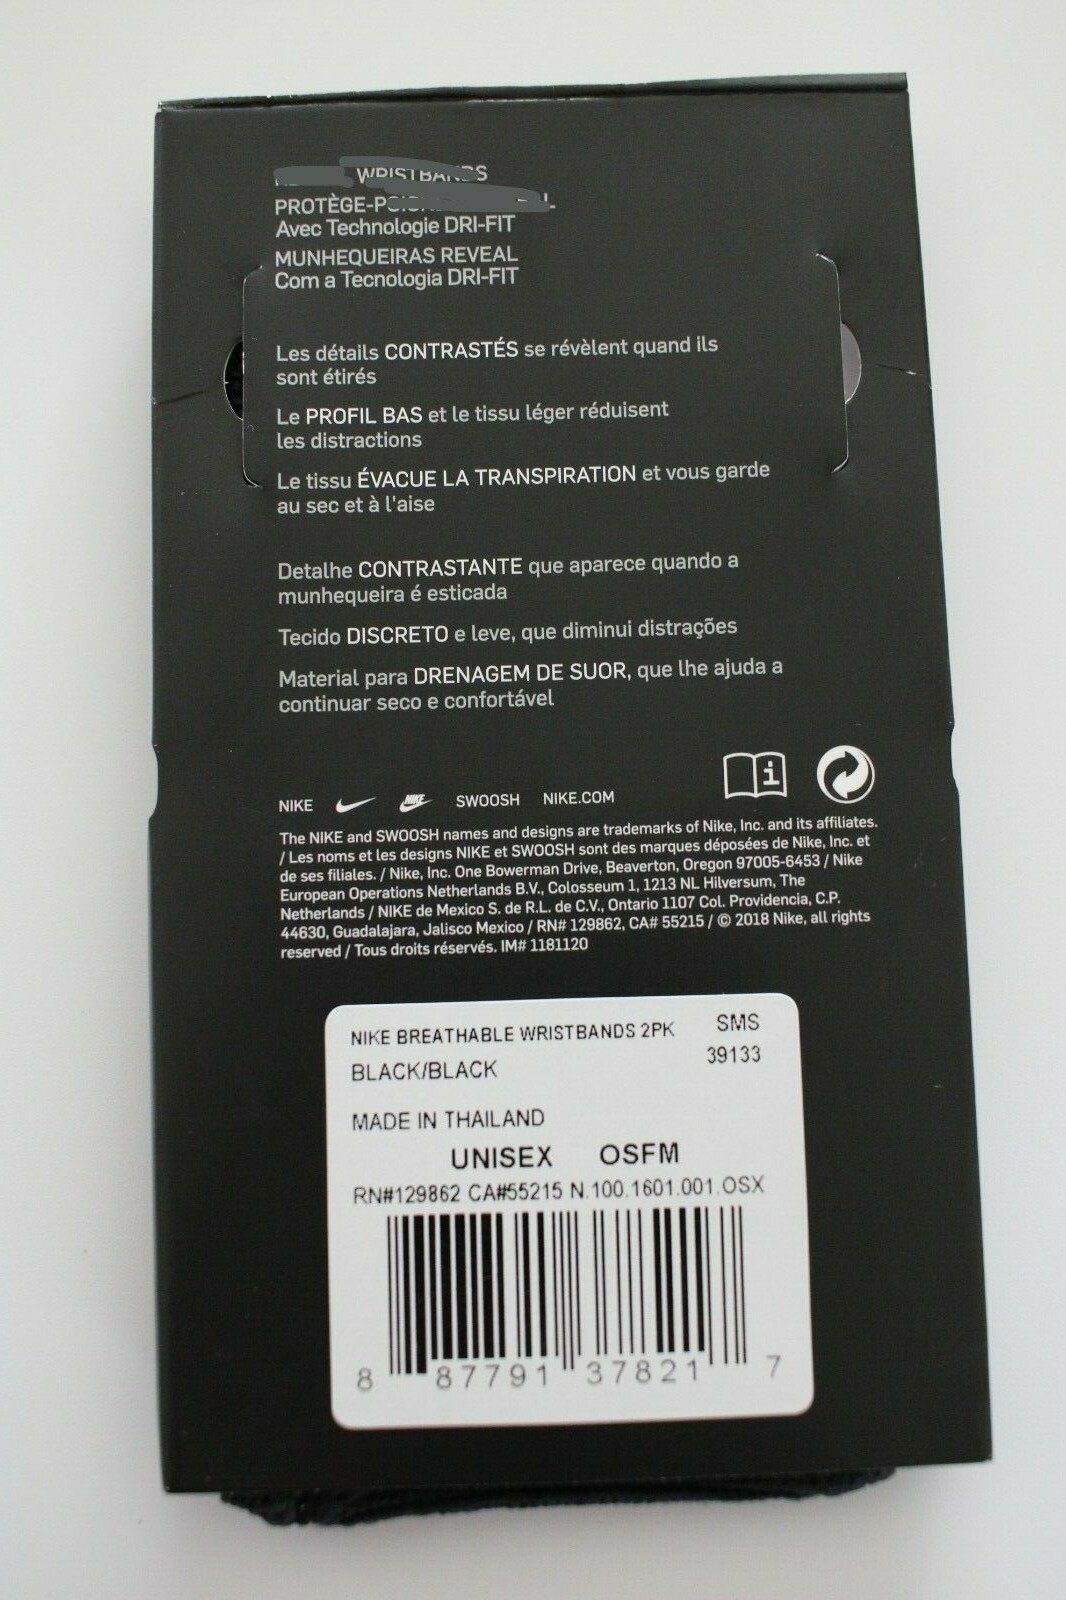 WRISTBANDS
Avec Technologie DRI-FIT
MUNHEQUEIRAS REVEAL
Com a Tecnologia DRI-FIT
Les détails CONTRASTÉS se révèlent quand ils
sont étirés
Le PROFIL BAS et le tissu léger réduisent
les distractions
Le tissu ÉVACUE LA TRANSPIRATION et vous garde
au sec et à l'aise
Detalhe CONTRASTANTE que aparece quando a
munhequeira é esticada
Tecido DISCRETO e leve, que diminui distrações
Material para DRENAGEM DE SUOR, que lhe ajuda a
continuar seco e confortável
i
NIKE NIKE SWOOSH NIKE.COM
The NIKE and SWOOSH names and designs are trademarks of Nike, Inc. and its affiliates.
/ Les noms et les designs NIKE et SWOOSH sont des marques déposées de Nike, Inc. et
de ses filiales. / Nike, Inc. One Bowerman Drive, Beaverton, Oregon 97005-6453 / Nike
European Operations Netherlands B.V., Colosseum 1, 1213 NL Hilversum, The
Netherlands / NIKE de Mexico S. de R.L. de C.V., Ontario 1107 Col. Providencia, C.P.
44630, Guadalajara, Jalisco Mexico / RN# 129862, CA# 55215 / © 2018 Nike, all rights
reserved / Tous droits réservés. IM# 1181120
NIKE BREATHABLE WRISTBANDS 2PK SMS
BLACK/BLACK 39133
MADE IN THAILAND
UNISEX OSFM
RN#129862 CA#55215 N.100.1601.001.OSX
8 87791 37821 7